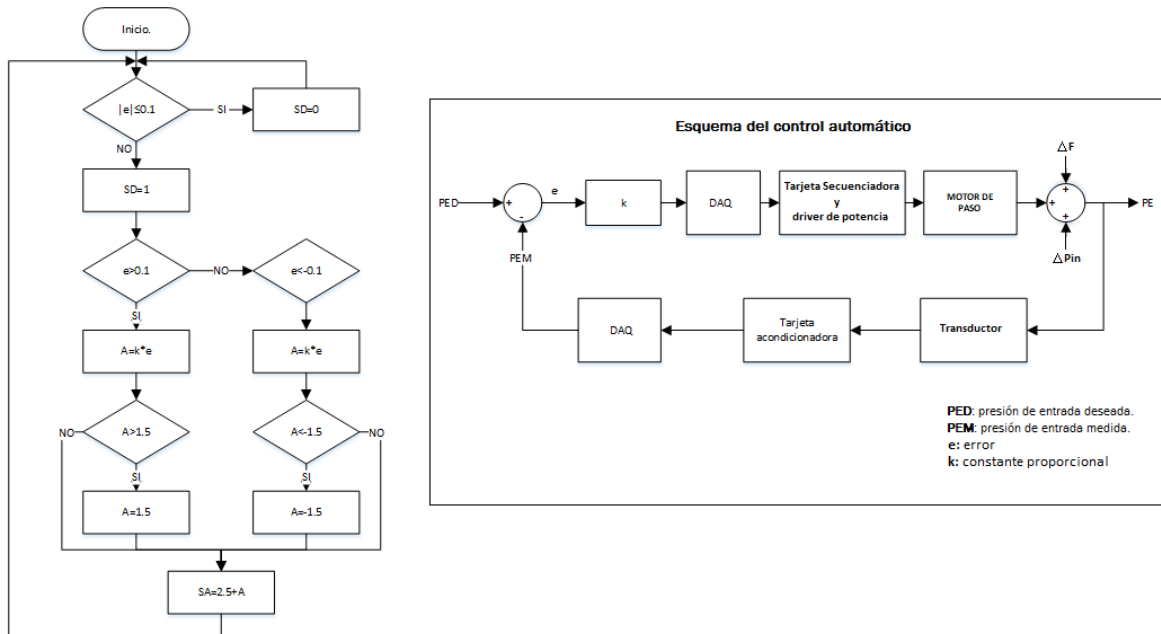 Inicio.
|e|≤0.1
SI
SD=0
NO
SD=1
e>0.1
NO
e<-0.1
SI
A=k*e
A=k*e
NO
A>1.5
A<-1.5
NO
SI
SI
A=1.5
A=-1.5
SA=2.5+A
Esquema del control automático
△F
PED
+
-
e
k
DAQ
Tarjeta Secuenciadora
y
driver de potencia
MOTOR DE
PASO
+
+
+
PE
△Pin
PEM
DAQ
Tarjeta
acondicionadora
Transductor
PED: presión de entrada deseada.
PEM: presión de entrada medida.
e: error
k: constante proporcional